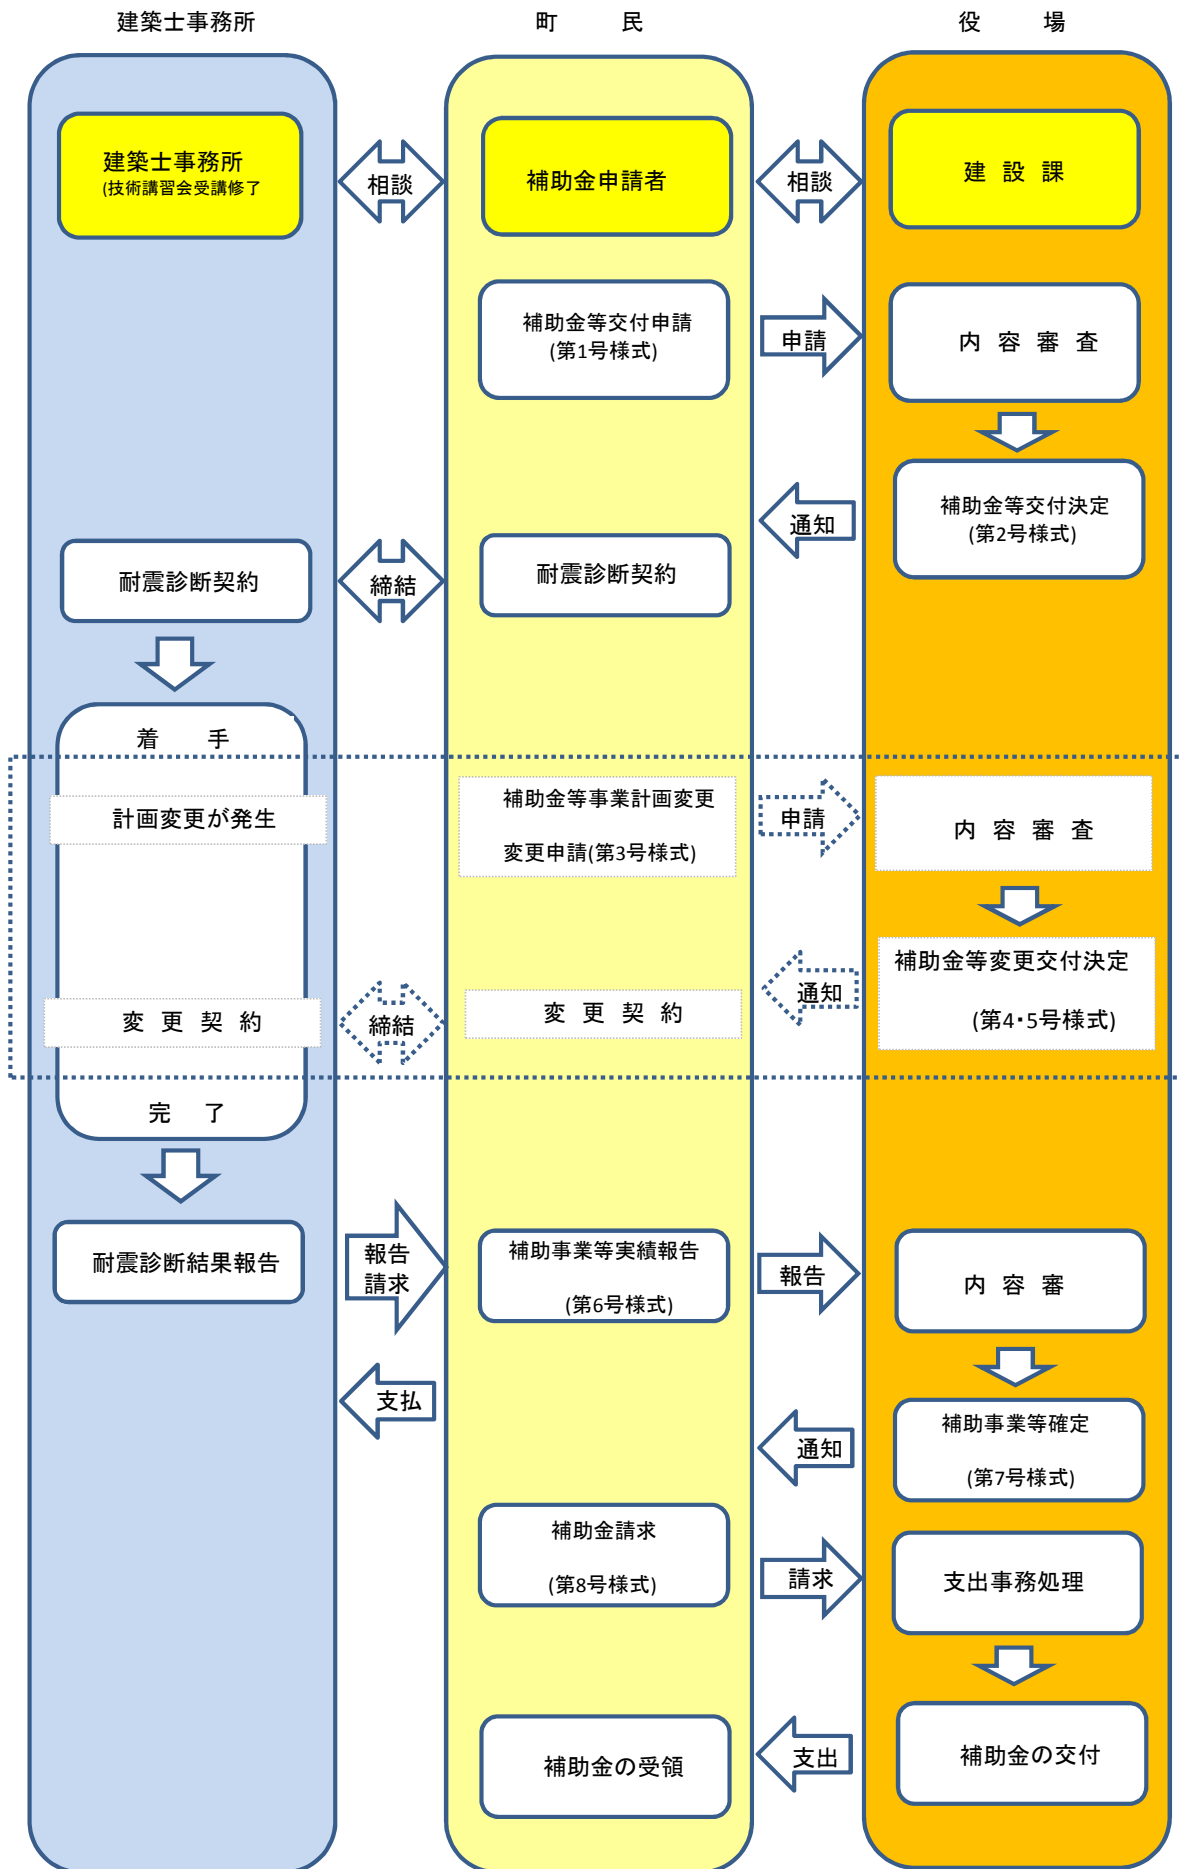 建築士事務所
町 民
役 場
建築士事務所
(技術講習会受講修了
相談
補助金申請者
相談
建 設 課
補助金等交付申請
(第1号様式)
申請
内 容 審 査
通知
補助金等交付決定
(第2号様式)
耐震診断契約
締結
耐震診断契約
着 手
計画変更が発生
補助金等事業計画変更
変更申請(第3号様式)
申請
内 容 審 査
補助金等変更交付決定
(第4・5号様式)
通知
変 更 契 約
締結
変 更 契 約
完 了
耐震診断結果報告
報告
請求
補助事業等実績報告
(第6号様式)
報告
内 容 審
支払
通知
補助事業等確定
(第7号様式)
補助金請求
(第8号様式)
請求
支出事務処理
補助金の受領
支出
補助金の交付